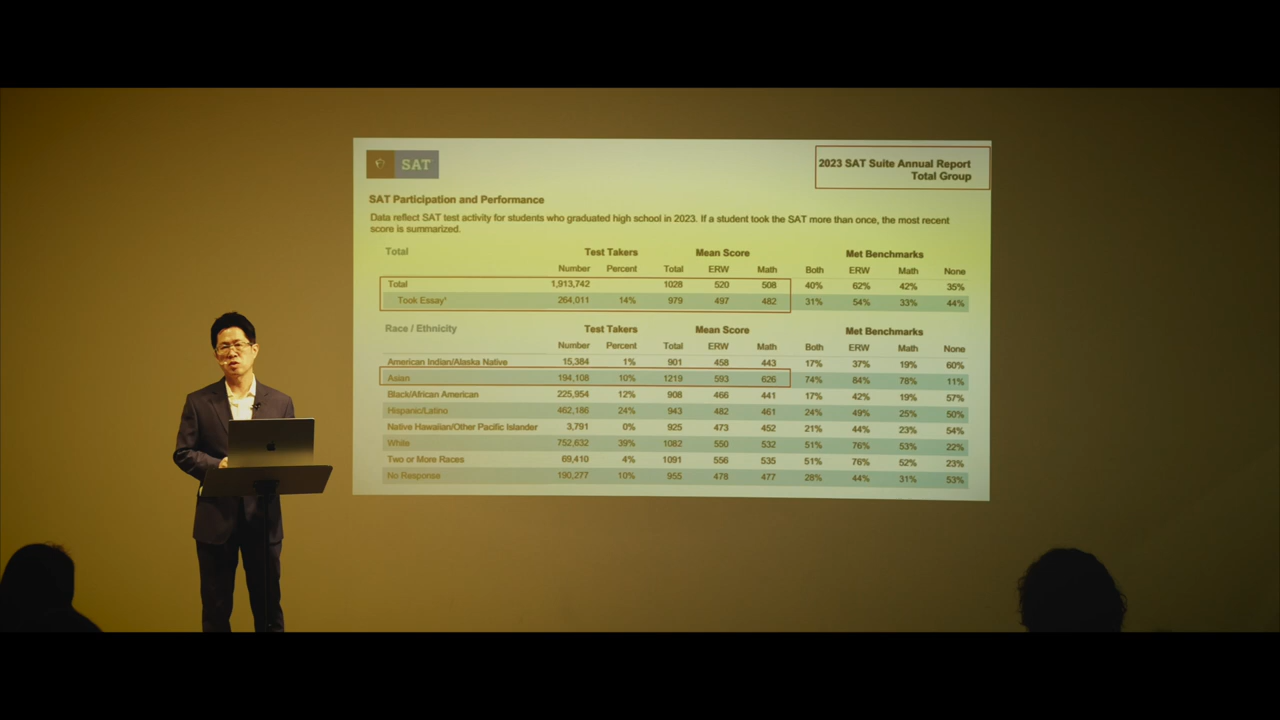 SAT
2023 SAT Suite Annual Report
Total Group
SAT Participation and Performance
Data reflect SAT test activity for students who graduated high school in 2023. If a student took the SAT more than once, the most recent
score is summarized.
Total Test Takers Mean Score Met Benchmarks
Number Percent Total ERW Math Both ERW Math None
Total 1,913,742 1028 520 508 40% 62% 42% 35%
Took Essay¹ 264,011 14% 979 497 482 31% 54% 33% 44%
Race / Ethnicity Test Takers Mean Score Met Benchmarks
Number Percent Total ERW Math Both ERW Math None
American Indian/Alaska Native 15,384 1% 901 458 443 17% 37% 19% 60%
Asian 194,108 10% 1219 593 626 74% 84% 78% 11%
Black/African American 225,954 12% 908 466 441 17% 42% 19% 57%
Hispanic/Latino 462,186 24% 943 482 461 24% 49% 25% 50%
Native Hawaiian/Other Pacific Islander 3,791 0% 925 473 452 21% 44% 23% 54%
White 752,632 39% 1082 550 532 51% 76% 53% 22%
Two or More Races 69,410 4% 1091 556 535 51% 76% 52% 23%
No Response 190,277 10% 955 478 477 28% 44% 31% 53%